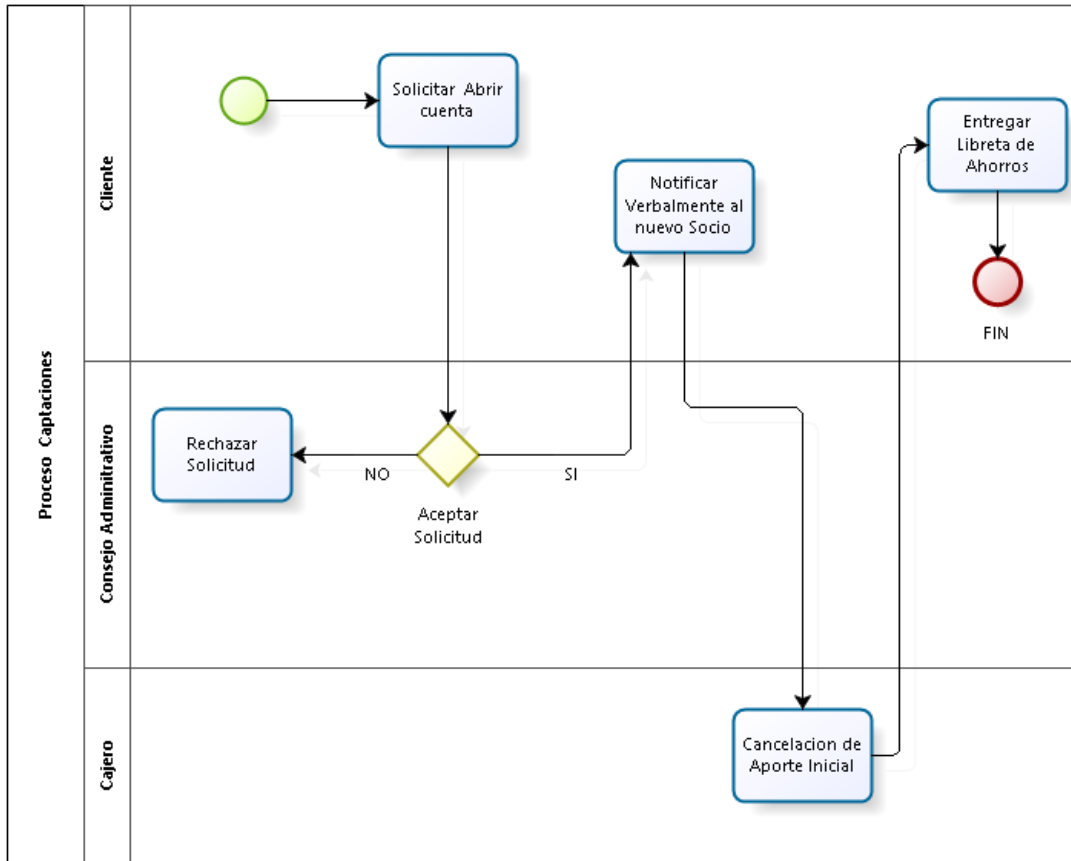 Proceso Captaciones
Cliente
Solicitar Abrir
cuenta
Notificar
Verbalmente al
nuevo Socio
Entregar
Libreta de
Ahorros
FIN
Consejo Adminitrativo
Rechazar
Solicitud
NO
SI
Aceptar
Solicitud
Cajero
Cancelacion de
Aporte Inicial